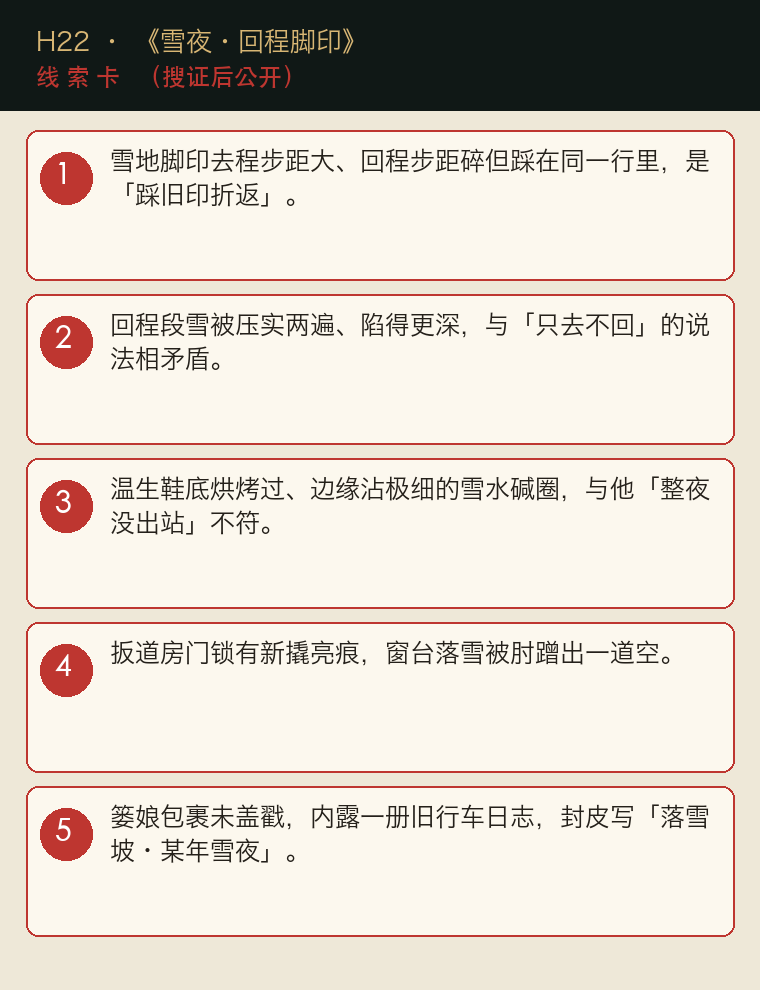 H22 · 《雪夜·回程脚印》
线索卡 （搜证后公开）
1
雪地脚印去程步距大、回程步距碎但踩在同一行里，是
「踩旧印折返」。
2
回程段雪被压实两遍、陷得更深，与「只去不回」的说
法相矛盾。
3
温生鞋底烘烤过、边缘沾极细的雪水碱圈，与他「整夜
没出站」不符。
4
扳道房门锁有新撬亮痕，窗台落雪被肘蹭出一道空。
5
篓娘包裹未盖戳，内露一册旧行车日志，封皮写「落雪
坡·某年雪夜」。